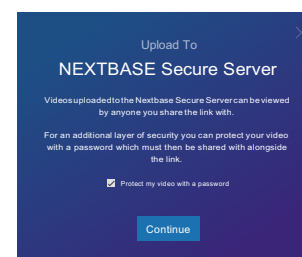 Upload To
NEXTBASE Secure Server
Videos uploaded to the Nextbase Secure Server can be viewed
by anyone you share the link with.
For an additional layer of security you can protect your video
with a password which must then be shared with alongside
the link.
Protect my video with a password
Continue